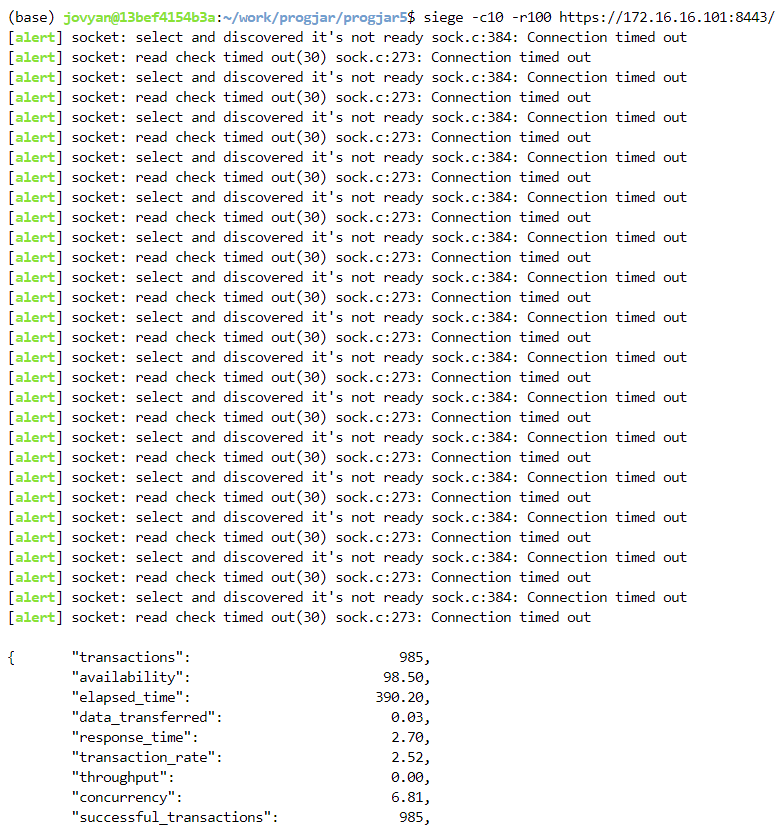 (base) jovyan@13bef4154b3a:~/work/progjar/progjar5$ siege -c10 -r100 https://172.16.16.101:8443/
[alert] socket: select and discovered it's not ready sock.c:384: Connection timed out
[alert] socket: read check timed out(30) sock.c:273: Connection timed out
[alert] socket: select and discovered it's not ready sock.c:384: Connection timed out
[alert] socket: read check timed out(30) sock.c:273: Connection timed out
[alert] socket: select and discovered it's not ready sock.c:384: Connection timed out
[alert] socket: read check timed out(30) sock.c:273: Connection timed out
[alert] socket: select and discovered it's not ready sock.c:384: Connection timed out
[alert] socket: read check timed out(30) sock.c:273: Connection timed out
[alert] socket: select and discovered it's not ready sock.c:384: Connection timed out
[alert] socket: read check timed out(30) sock.c:273: Connection timed out
[alert] socket: select and discovered it's not ready sock.c:384: Connection timed out
[alert] socket: read check timed out(30) sock.c:273: Connection timed out
[alert] socket: select and discovered it's not ready sock.c:384: Connection timed out
[alert] socket: read check timed out(30) sock.c:273: Connection timed out
[alert] socket: select and discovered it's not ready sock.c:384: Connection timed out
[alert] socket: read check timed out(30) sock.c:273: Connection timed out
[alert] socket: select and discovered it's not ready sock.c:384: Connection timed out
[alert] socket: read check timed out(30) sock.c:273: Connection timed out
[alert] socket: select and discovered it's not ready sock.c:384: Connection timed out
[alert] socket: read check timed out(30) sock.c:273: Connection timed out
[alert] socket: select and discovered it's not ready sock.c:384: Connection timed out
[alert] socket: read check timed out(30) sock.c:273: Connection timed out
[alert] socket: select and discovered it's not ready sock.c:384: Connection timed out
[alert] socket: read check timed out(30) sock.c:273: Connection timed out
[alert] socket: select and discovered it's not ready sock.c:384: Connection timed out
[alert] socket: read check timed out(30) sock.c:273: Connection timed out
[alert] socket: select and discovered it's not ready sock.c:384: Connection timed out
[alert] socket: read check timed out(30) sock.c:273: Connection timed out
[alert] socket: select and discovered it's not ready sock.c:384: Connection timed out
[alert] socket: read check timed out(30) sock.c:273: Connection timed out
{ "transactions": 985,
"availability": 98.50,
"elapsed_time": 390.20,
"data_transferred": 0.03,
"response_time": 2.70,
"transaction_rate": 2.52,
"throughput": 0.00,
"concurrency": 6.81,
"successful_transactions": 985,